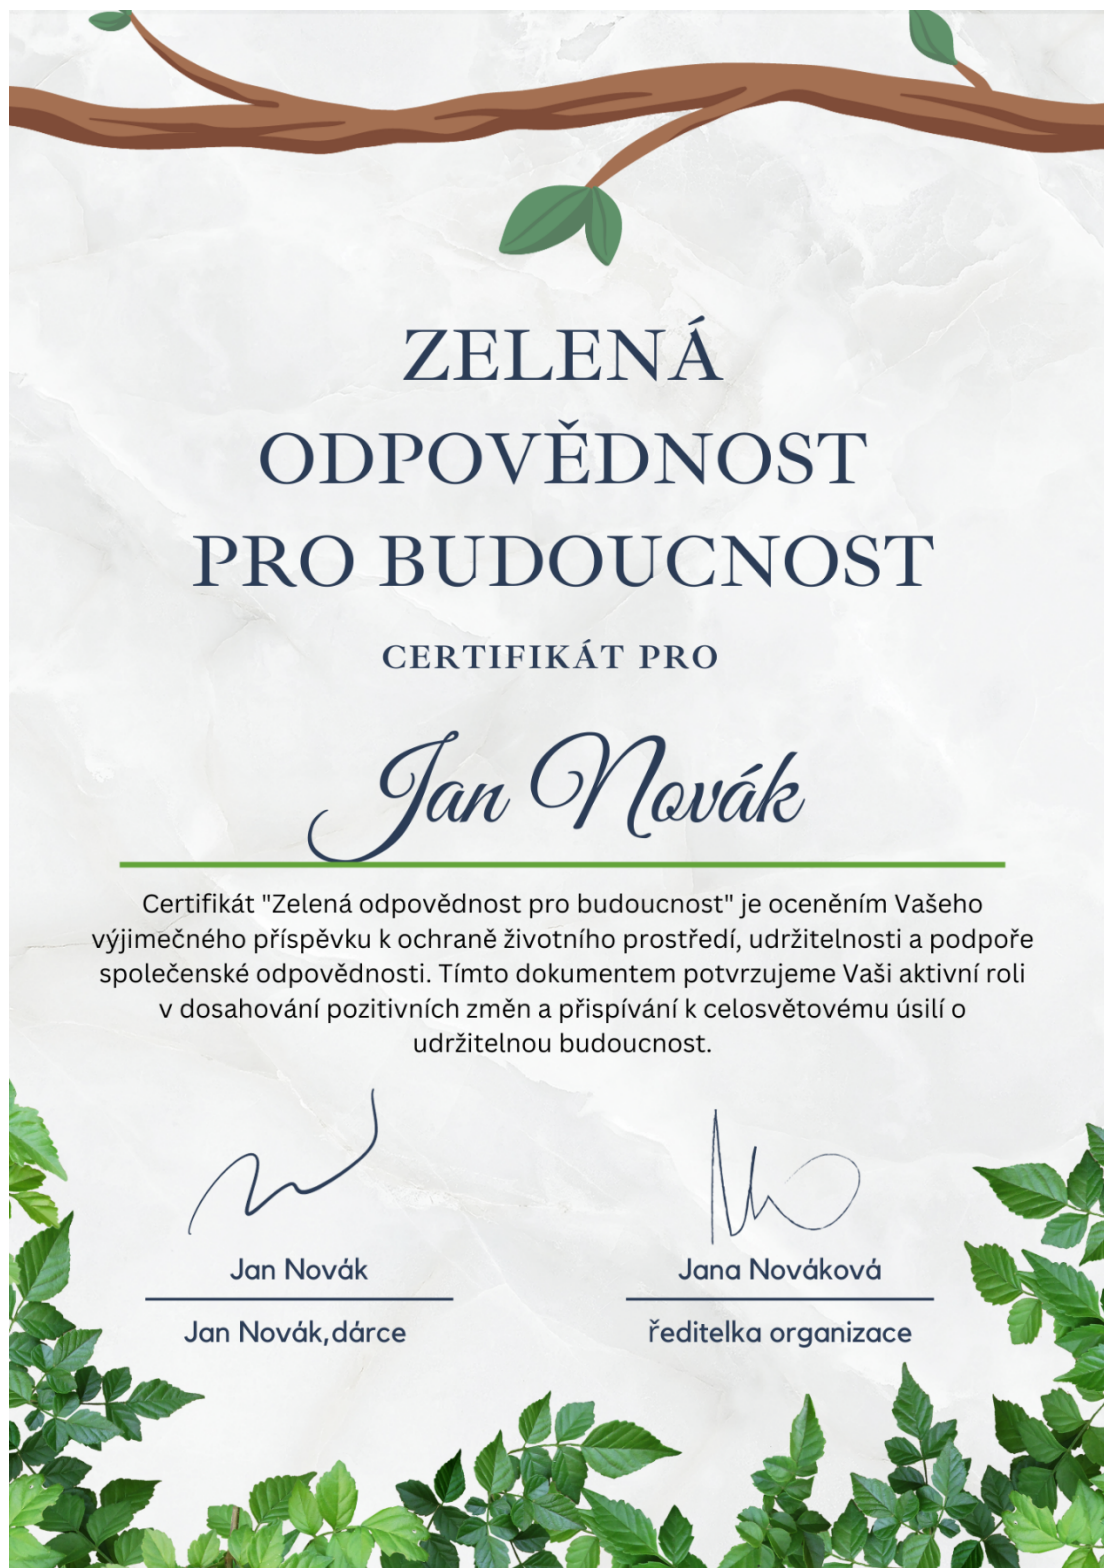 ZELENÁ
ODPOVĚDNOST
PRO BUDOUCNOST
CERTIFIKÁT PRO
Jan Novák
Certifikát "Zelená odpovědnost pro budoucnost" je oceněním Vašeho
výjimečného příspěvku k ochraně životního prostředí, udržitelnosti a podpoře
společenské odpovědnosti. Tímto dokumentem potvrzujeme Vaši aktivní roli
v dosahování pozitivních změn a přispívání k celosvětovému úsilí o
udržitelnou budoucnost.
Jan Novák
Jana Nováková
Jan Novák,dárce
ředitelka organizace